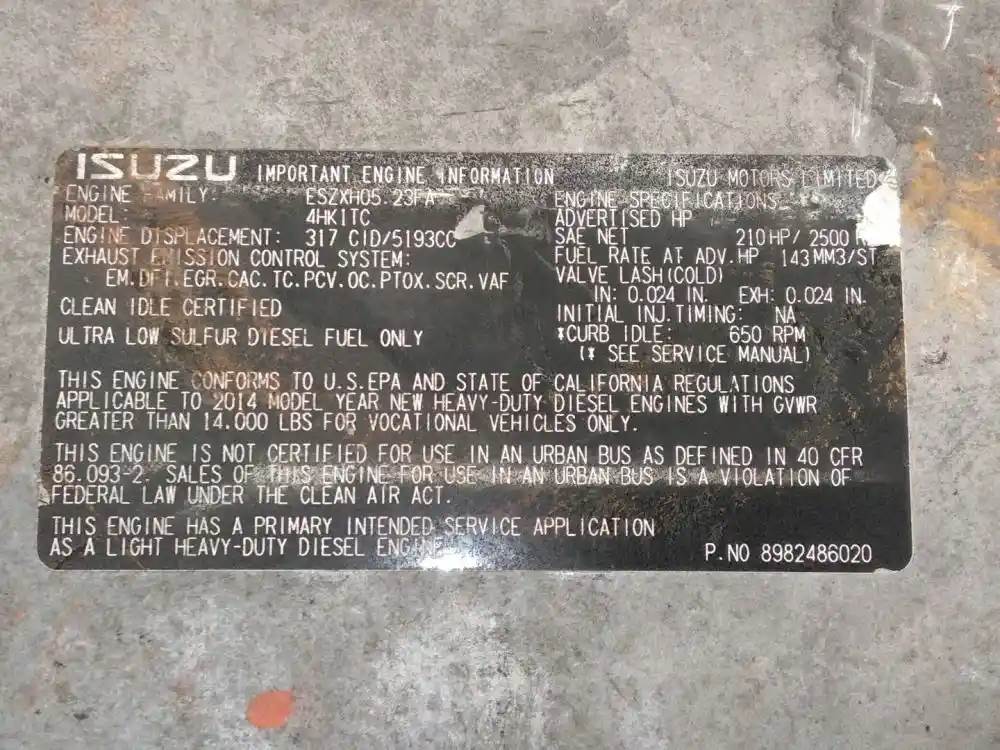 ISUZU IMPORTANT ENGINE INFORMATION ISUZU MOTORS LIMITED
ENGINE FAMILY: ESZXH05.23FA
MODEL: 4HK1TC
ENGINE DISPLACEMENT: 317 CID/5193CC
EXHAUST EMISSION CONTROL SYSTEM:
EM.DFI.EGR.CAC.TC.PCV.OC.PTOX.SCR.VAF
CLEAN IDLE CERTIFIED
ULTRA LOW SULFUR DIESEL FUEL ONLY
ENGINE SPECIFICATIONS
ADVERTISED HP
SAE NET 210HP/2500
FUEL RATE AT ADV.HP 143MM3/ST
VALVE LASH(COLD)
IN: 0.024 IN. EXH: 0.024 IN.
INITIAL INJ.TIMING: NA
*CURB IDLE: 650 RPM
(* SEE SERVICE MANUAL)
THIS ENGINE CONFORMS TO U.S.EPA AND STATE OF CALIFORNIA REGULATIONS
APPLICABLE TO 2014 MODEL YEAR NEW HEAVY-DUTY DIESEL ENGINES WITH GVWR
GREATER THAN 14.000 LBS FOR VOCATIONAL VEHICLES ONLY.
THIS ENGINE IS NOT CERTIFIED FOR USE IN AN URBAN BUS AS DEFINED IN 40 CFR
86.093-2. SALES OF THIS ENGINE FOR USE IN AN URBAN BUS IS A VIOLATION OF
FEDERAL LAW UNDER THE CLEAN AIR ACT.
THIS ENGINE HAS A PRIMARY INTENDED SERVICE APPLICATION
AS A LIGHT HEAVY-DUTY DIESEL ENGINE
P.NO 8982486020